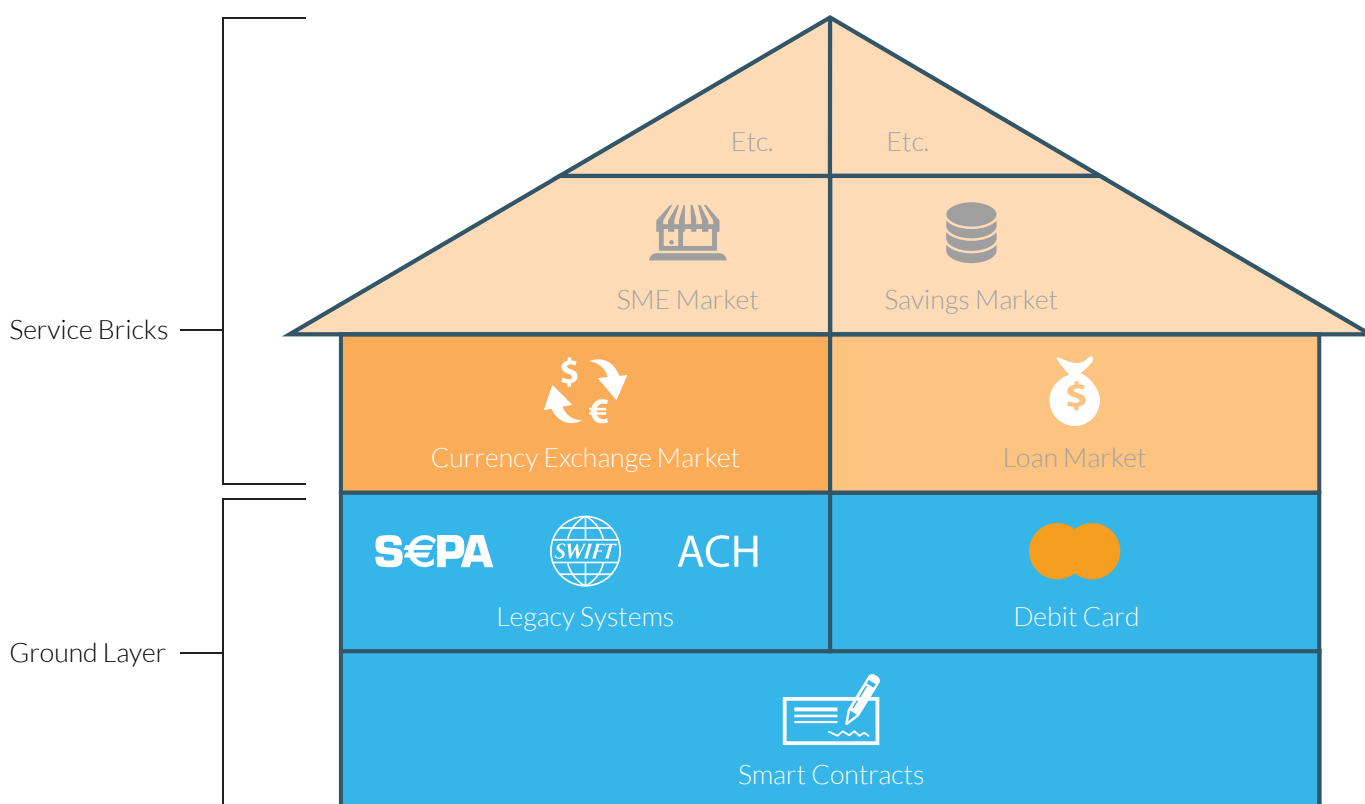 Etc. Etc.
SME Market Savings Market
Service Bricks
$ $
€
Currency Exchange Market Loan Market
S€PA SWIFT ACH
Legacy Systems Debit Card
Ground Layer
Smart Contracts